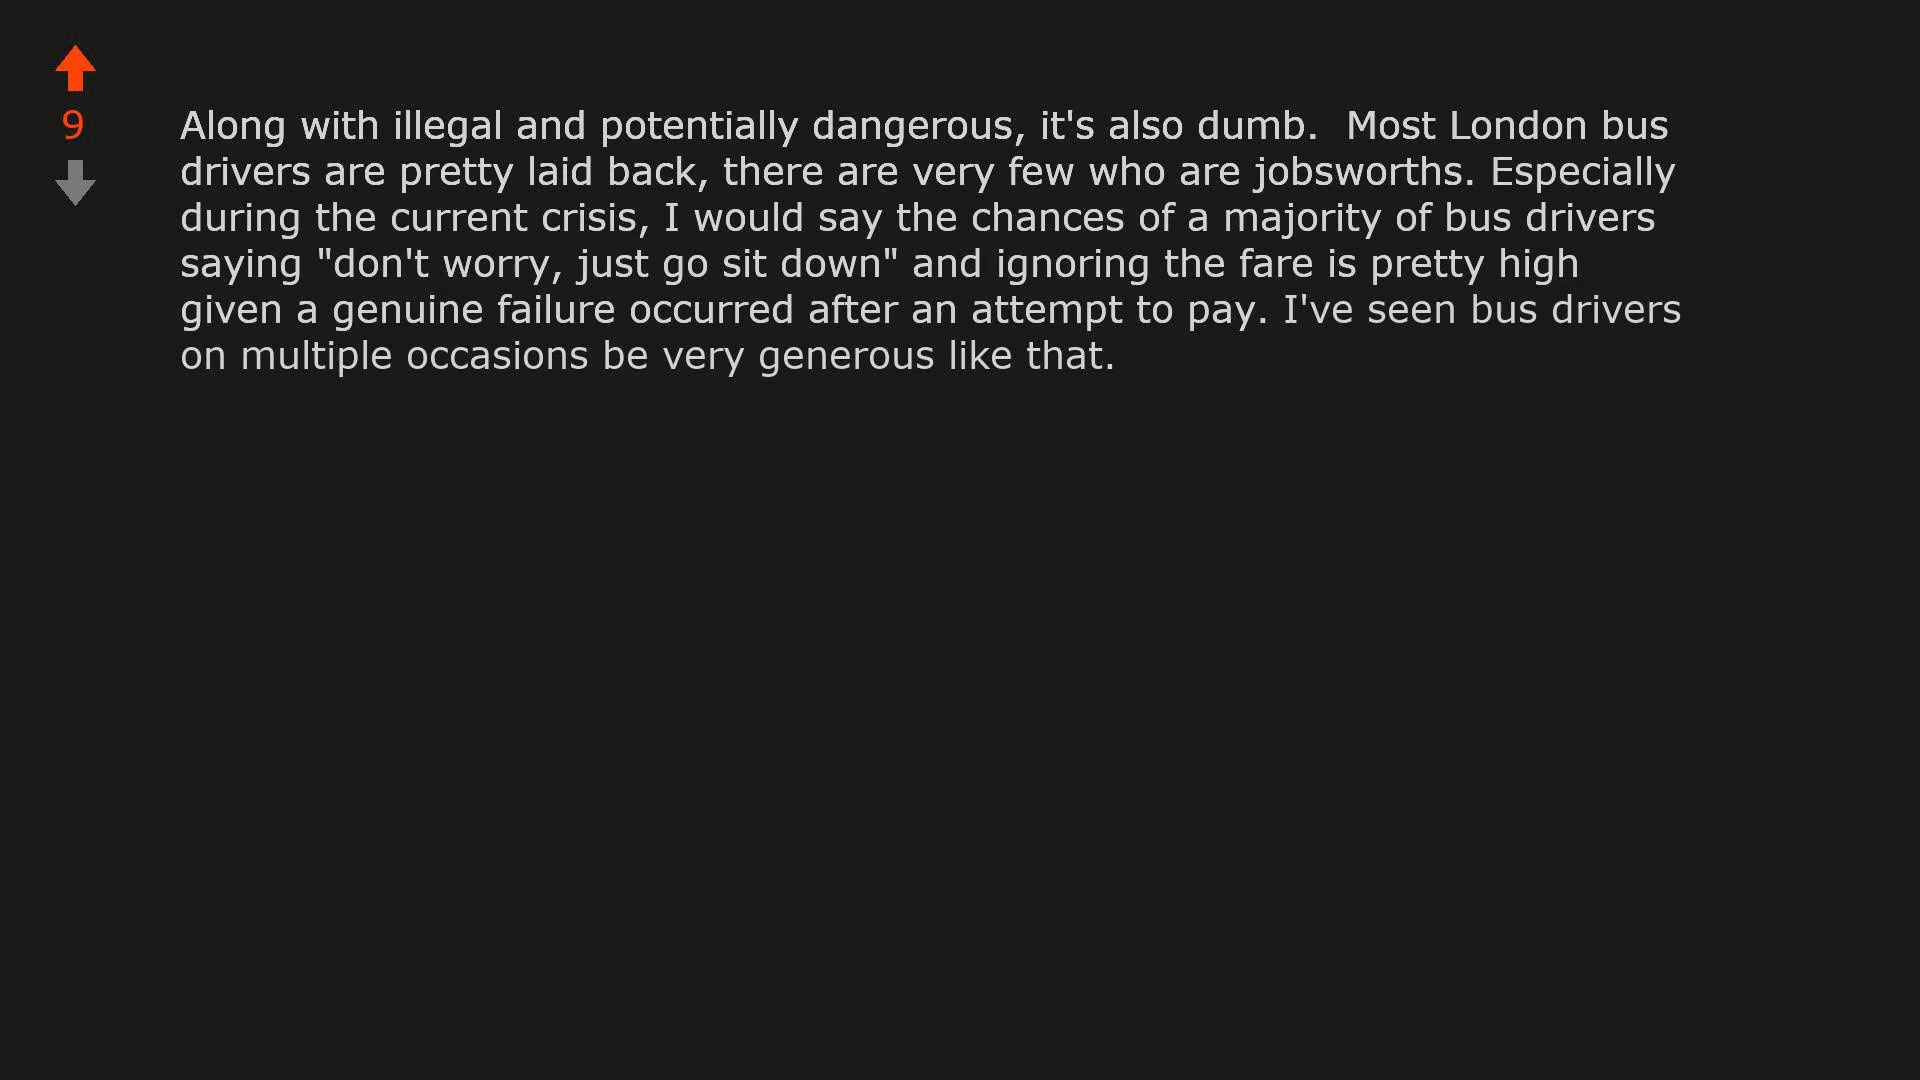 9
Along with illegal and potentially dangerous, it's also dumb.  Most London bus
drivers are pretty laid back, there are very few who are jobsworths. Especially
during the current crisis, I would say the chances of a majority of bus drivers
saying "don't worry, just go sit down" and ignoring the fare is pretty high
given a genuine failure occurred after an attempt to pay. I've seen bus drivers
on multiple occasions be very generous like that.